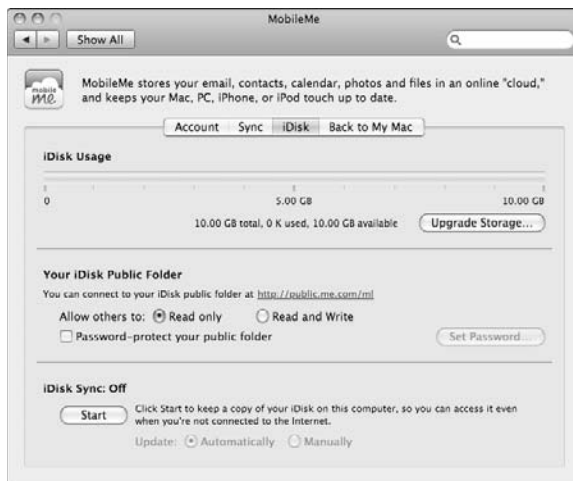 MobileMe
Show All
mobile
me
MobileMe stores your email, contacts, calendar, photos and files in an online "cloud,"
and keeps your Mac, PC, iPhone, or iPod touch up to date.
Account Sync iDisk Back to My Mac
iDisk Usage
0 5.00 GB 10.00 GB
10.00 GB total, 0 K used, 10.00 GB available Upgrade Storage...
Your iDisk Public Folder
You can connect to your iDisk public folder at http://public.me.com/ml
Allow others to: Read only Read and Write
Password-protect your public folder Set Password...
iDisk Sync: Off
Start Click Start to keep a copy of your iDisk on this computer, so you can access it even
when you're not connected to the Internet.
Update: Automatically Manually